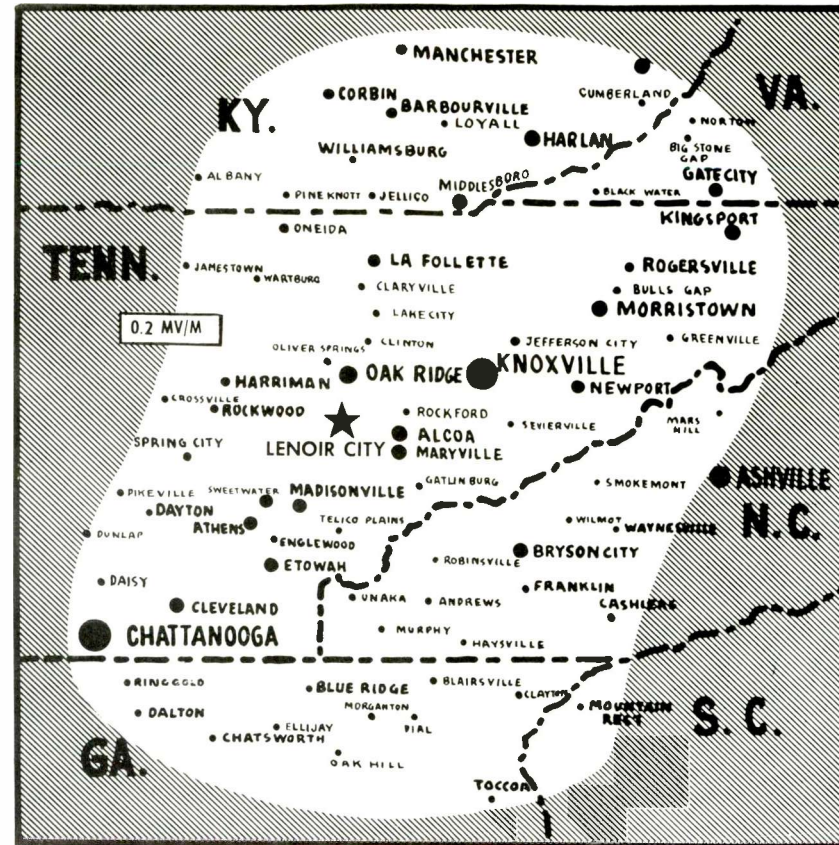 MANCHESTER
CUMBERLAND
VA.
CORBIN
BARBOURVILLE
KY.
LOYALL
NORTON
HARLAN
BIG STONE
GAP
WILLIAMSBURG
ALBANY
MIDDLESBORO
GATE CITY
PINE KNOTT
JELLICO
BLACK WATER
KINGSPORT
ONEIDA
TENN.
JAMESTOWN
WARTBURG
LA FOLLETTE
ROGERSVILLE
CLARYVILLE
BULLS GAP
MORRISTOWN
0.2 MV/M
LAKE CITY
CLINTON
JEFFERSON CITY
GREENVILLE
OLIVER SPRINGS
HARRIMAN
OAK RIDGE
KNOXVILLE
NEWPORT
CROSSVILLE
ROCKWOOD
ROCKFORD
SEVIERVILLE
MARS
HILL
ALCOA
LENOIR CITY
MARYVILLE
SPRING CITY
PIKEVILLE
SWEETWATER
MADISONVILLE
GATLINBURG
SMOKEMONT
ASHVILLE
DAYTON
ATHENS
TELICO PLAINS
WILMOT
WAYNESVILLE
N.C.
DUNLAP
ENGLEWOOD
ETOWAH
ROBINSVILLE
BRYSON CITY
DAISY
CLEVELAND
UNAKA
ANDREWS
FRANKLIN
CASHIERS
CHATTANOOGA
MURPHY
HAYSVILLE
RINGGOLD
BLUE RIDGE
BLAIRSVILLE
CLAYTON
MOUNTAIN
REST
S.C.
DALTON
MORGANTON
DIAL
ELLIJAY
CHATSWORTH
GA.
OAK HILL
TOCCOA